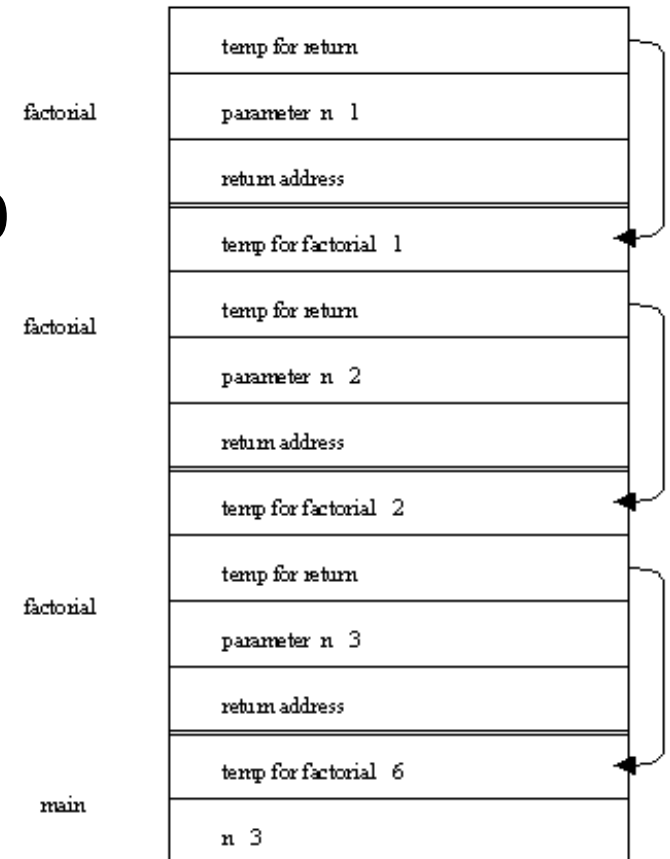 temp for return
factorial
parameter n 1
return address
)
temp for factorial 1
temp for return
factorial
parameter n 2
return address
temp for factorial 2
temp for return
factorial
parameter n 3
return address
temp for factorial 6
main
n 3